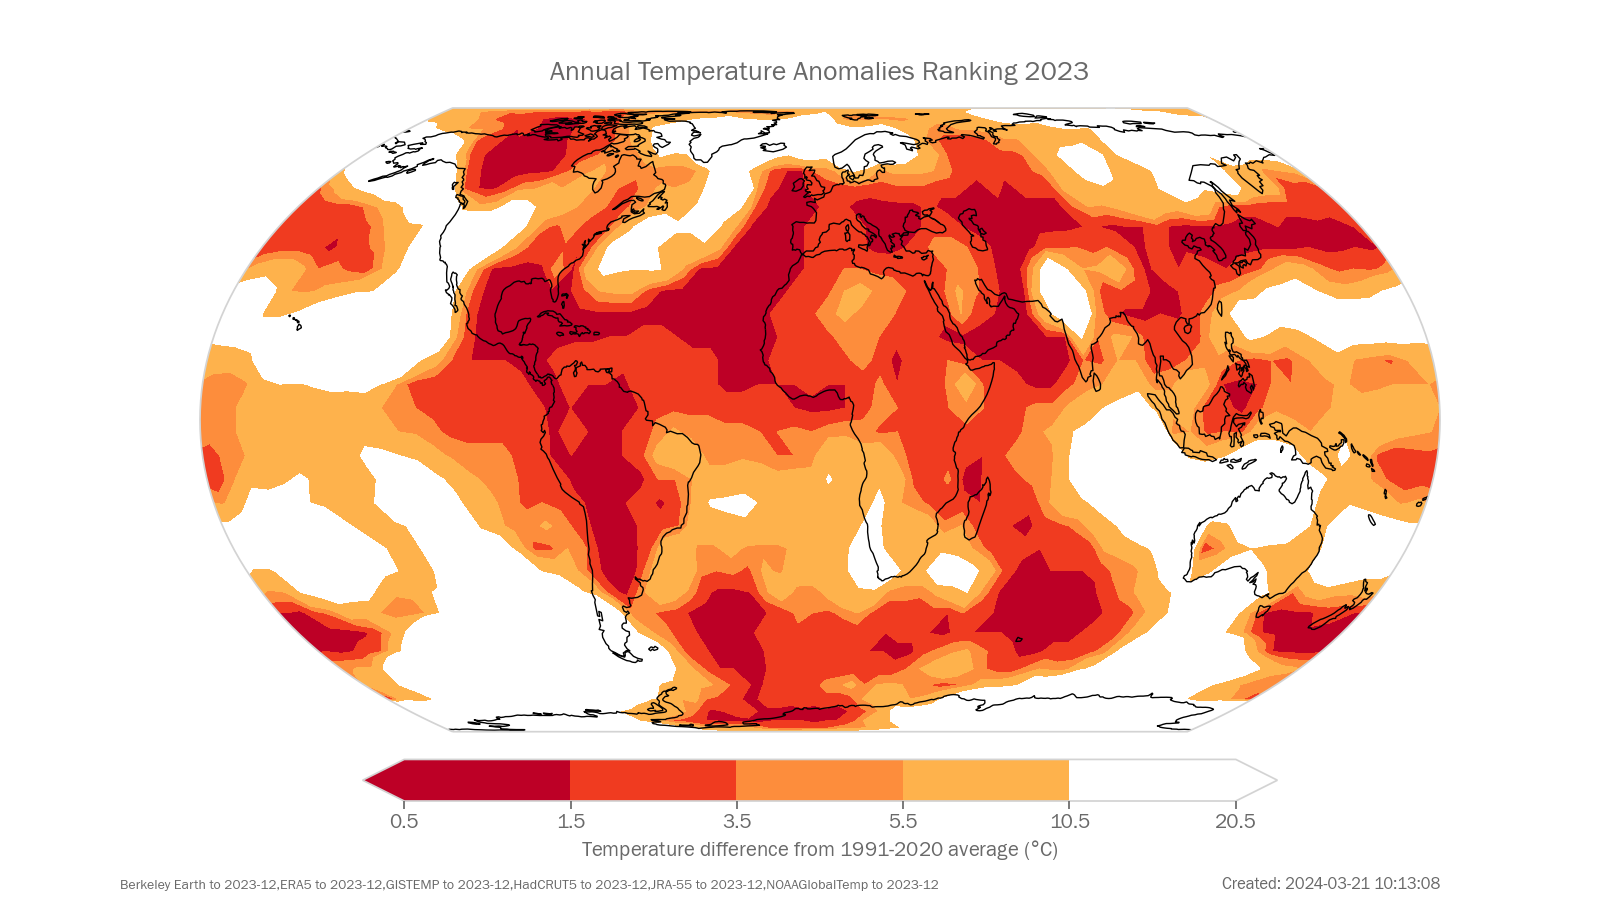 Annual Temperature Anomalies Ranking 2023
0.5 1.5 3.5 5.5 10.5 20.5
Temperature difference from 1991-2020 average (°C)
Berkeley Earth to 2023-12,ERA5 to 2023-12,GISTEMP to 2023-12,HadCRUT5 to 2023-12,JRA-55 to 2023-12,NOAAGlobalTemp to 2023-12
Created: 2024-03-21 10:13:08